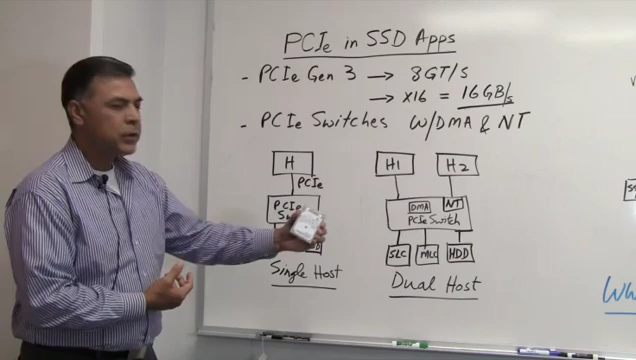 PCIe in SSD Apps
- PCIe Gen 3 → 8GT/s
→ x16 = 16GB/s
- PCIe Switches w/DMA & NT
H
PCIe
PCIe
Single Host
H1 H2
DMA NT
PCIe Switch
SLC MLC HDD
Dual Host